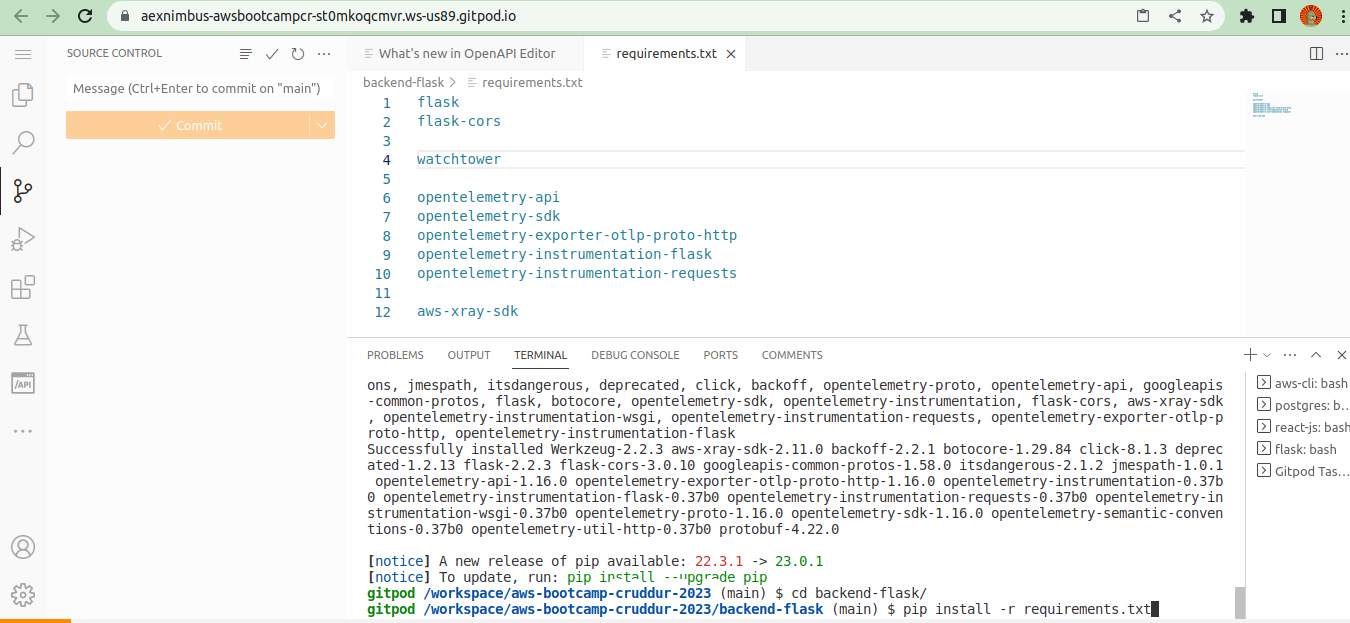 aexnimbus-awsbootcampcr-st0mkoqcmvr.ws-us89.gitpod.io
SOURCE CONTROL
Message (Ctrl+Enter to commit on "main")
Commit
/API
What's new in OpenAPI Editor
requirements.txt
backend-flask > requirements.txt
1 flask
2 flask-cors
3
4 watchtower
5
6 opentelemetry-api
7 opentelemetry-sdk
8 opentelemetry-exporter-otlp-proto-http
9 opentelemetry-instrumentation-flask
10 opentelemetry-instrumentation-requests
11
12 aws-xray-sdk
PROBLEMS OUTPUT TERMINAL DEBUG CONSOLE PORTS COMMENTS
ons, jmespath, itsdangerous, deprecated, click, backoff, opentelemetry-proto, opentelemetry-api, googleapis
-common-protos, flask, botocore, opentelemetry-sdk, opentelemetry-instrumentation, flask-cors, aws-xray-sdk
, opentelemetry-instrumentation-wsgi, opentelemetry-instrumentation-requests, opentelemetry-exporter-otlp-p
roto-http, opentelemetry-instrumentation-flask
Successfully installed Werkzeug-2.2.3 aws-xray-sdk-2.11.0 backoff-2.2.1 botocore-1.29.84 click-8.1.3 deprec
ated-1.2.13 flask-2.2.3 flask-cors-3.0.10 googleapis-common-protos-1.58.0 itsdangerous-2.1.2 jmespath-1.0.1
opentelemetry-api-1.16.0 opentelemetry-exporter-otlp-proto-http-1.16.0 opentelemetry-instrumentation-0.37b
0 opentelemetry-instrumentation-flask-0.37b0 opentelemetry-instrumentation-requests-0.37b0 opentelemetry-in
strumentation-wsgi-0.37b0 opentelemetry-proto-1.16.0 opentelemetry-sdk-1.16.0 opentelemetry-semantic-conven
tions-0.37b0 opentelemetry-util-http-0.37b0 protobuf-4.22.0
[notice] A new release of pip available: 22.3.1 -> 23.0.1
[notice] To update, run: pip install --upgrade pip
gitpod /workspace/aws-bootcamp-cruddur-2023 (main) $ cd backend-flask/
gitpod /workspace/aws-bootcamp-cruddur-2023/backend-flask (main) $ pip install -r requirements.txt
aws-cli: bash
postgres: b...
react-js: bash
flask: bash
Gitpod Tas...